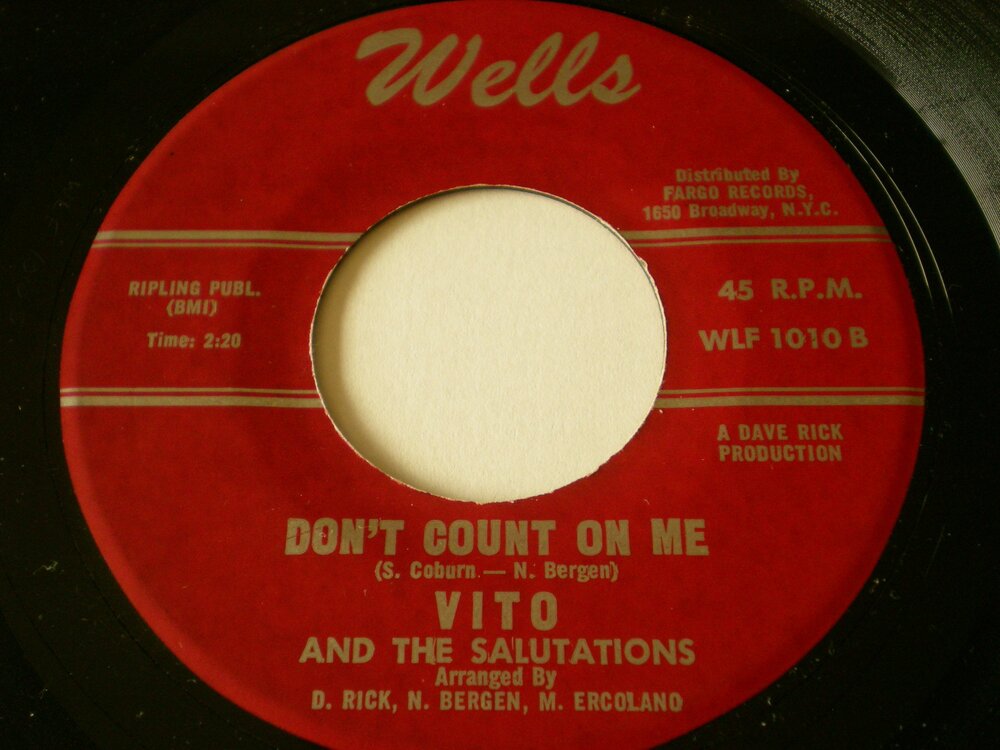 Wells
Distributed By
FARGO RECORDS,
1650 Broadway, N.Y.C.
RIPLING PUBL.
(BMI)
Time: 2:20
45 R.P.M.
WLF 1010 B
A DAVE RICK
PRODUCTION
DON'T COUNT ON ME
(S. Coburn — N. Bergen)
VITO
AND THE SALUTATIONS
Arranged By
D. RICK, N. BERGEN, M. ERCOLANO